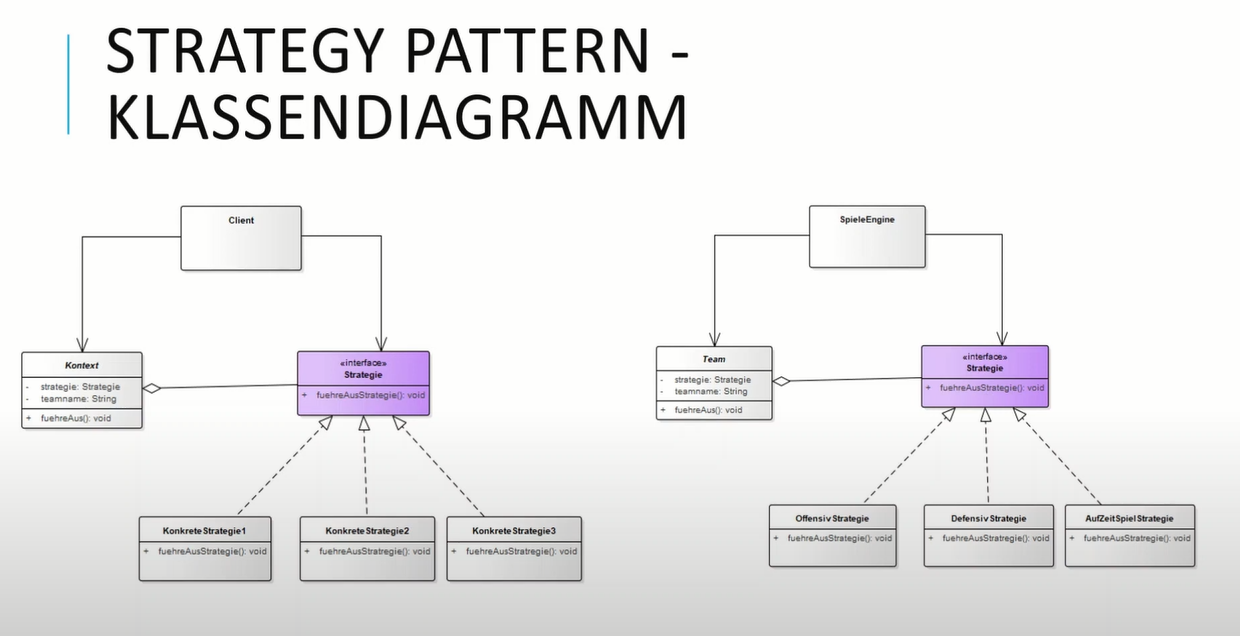 STRATEGY PATTERN -
KLASSENDIAGRAMM
Client
Kontext
- strategie: Strategie
- teamname: String
+ fuehreAus(): void
«interface»
Strategie
+ fuehreAusStrategie(): void
KonkreteStrategie1
+ fuehreAusStrategie(): void
KonkreteStrategie2
+ fuehreAusStrategie(): void
KonkreteStrategie3
+ fuehreAusStrategie(): void
SpieleEngine
Team
- strategie: Strategie
- teamname: String
+ fuehreAus(): void
«interface»
Strategie
+ fuehreAusStrategie(): void
OffensivStrategie
+ fuehreAusStratregie(): void
DefensivStrategie
+ fuehreAusStratregie(): void
AufZeitSpielStrategie
+ fuehreAusStratregie(): void